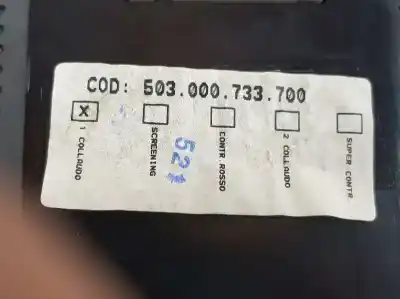 COD: 503.000.733.700
X
1 COLLAUDO
SCREENING
CONTR.ROSSO
2 COLLAUDO
SUPER CONTR.
521